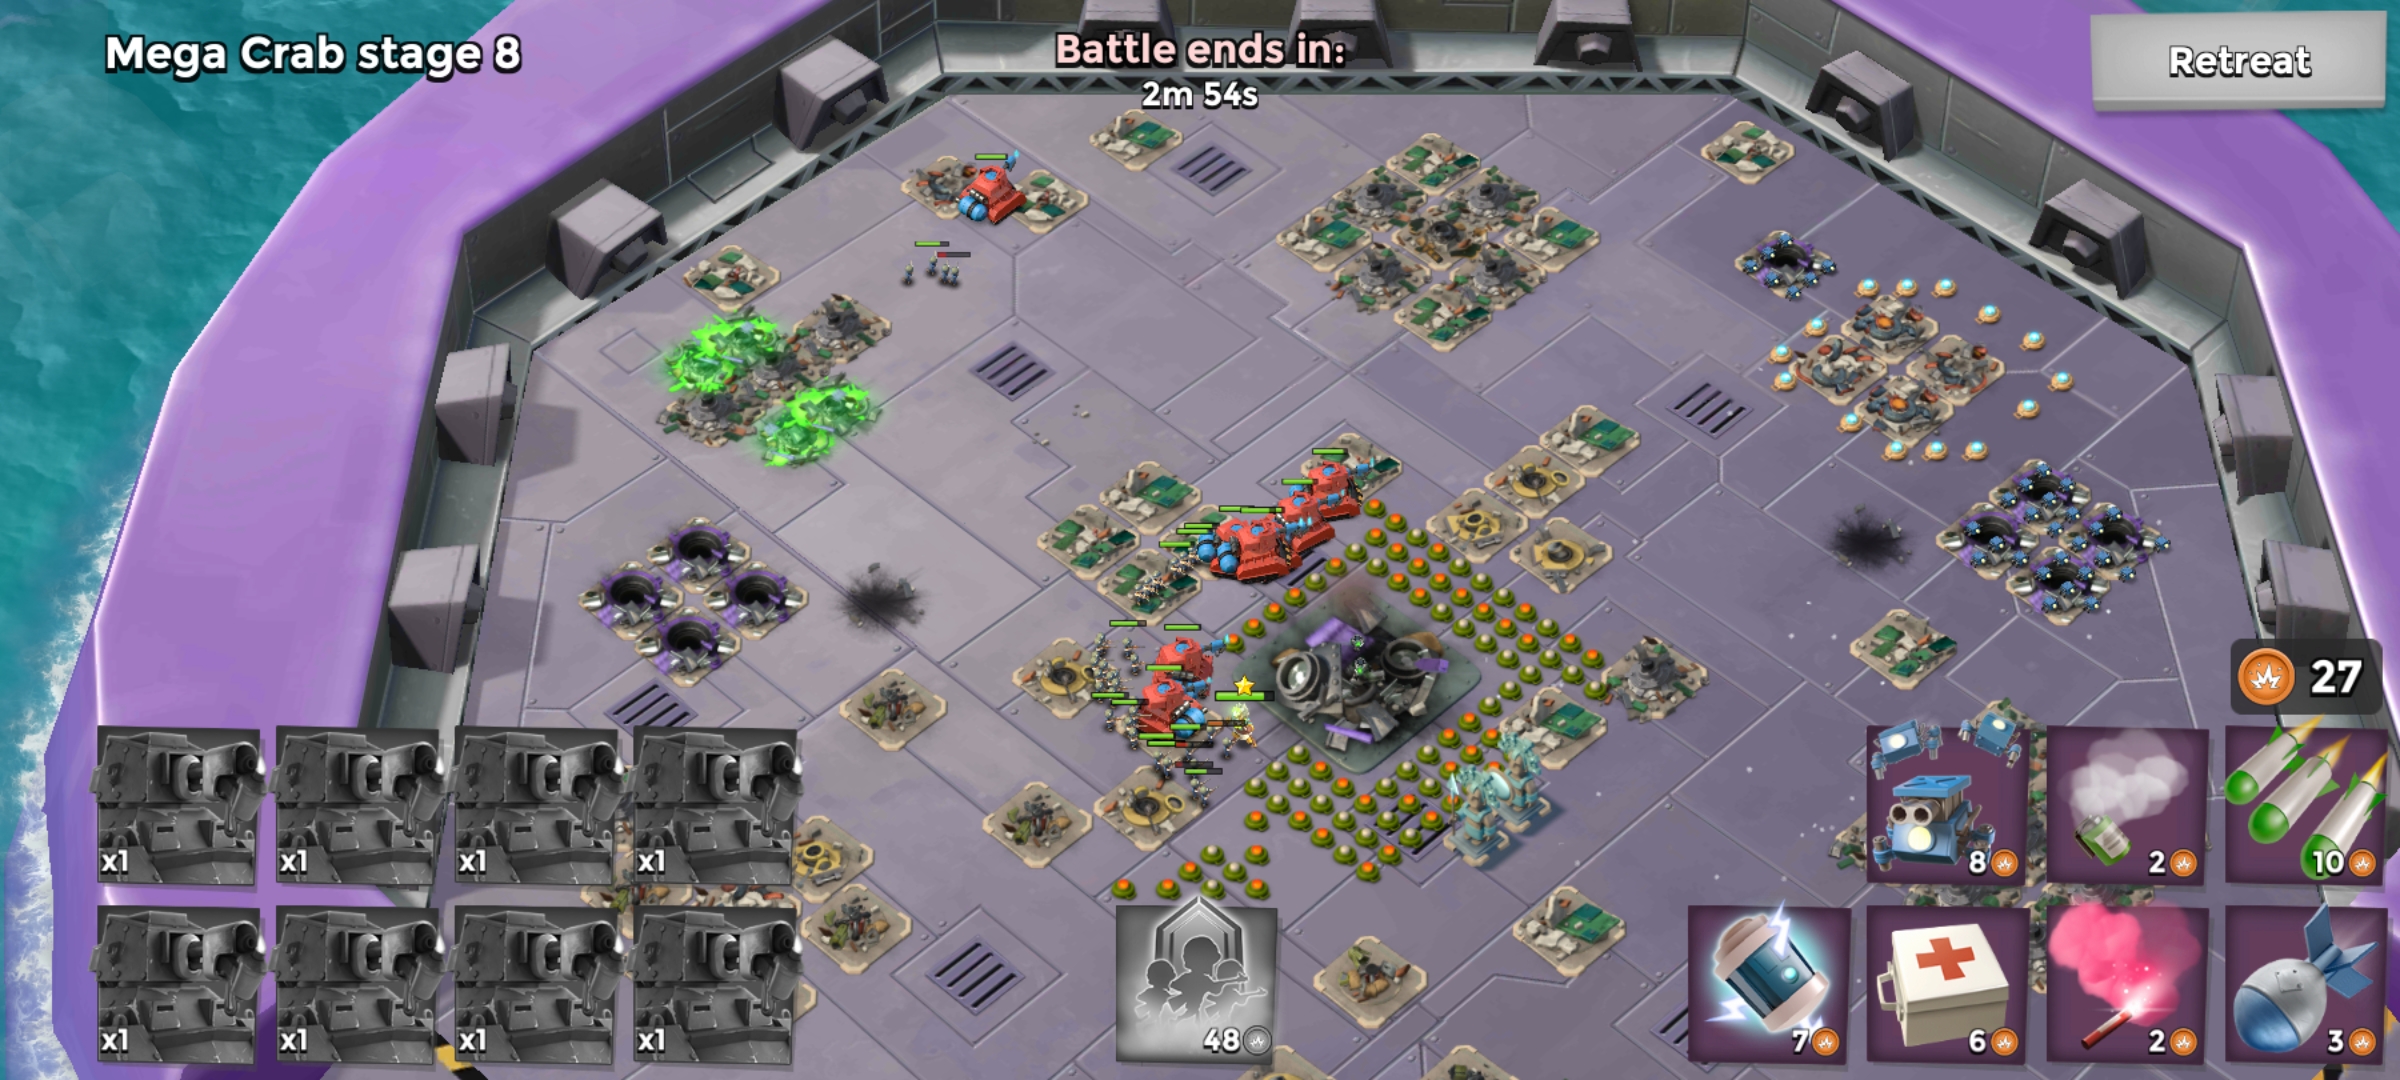 Mega Crab stage 8
Battle ends in:
2m 54s
Retreat
27
x1
x1
x1
x1
8
2
10
x1
x1
x1
x1
48
7
6
2
3